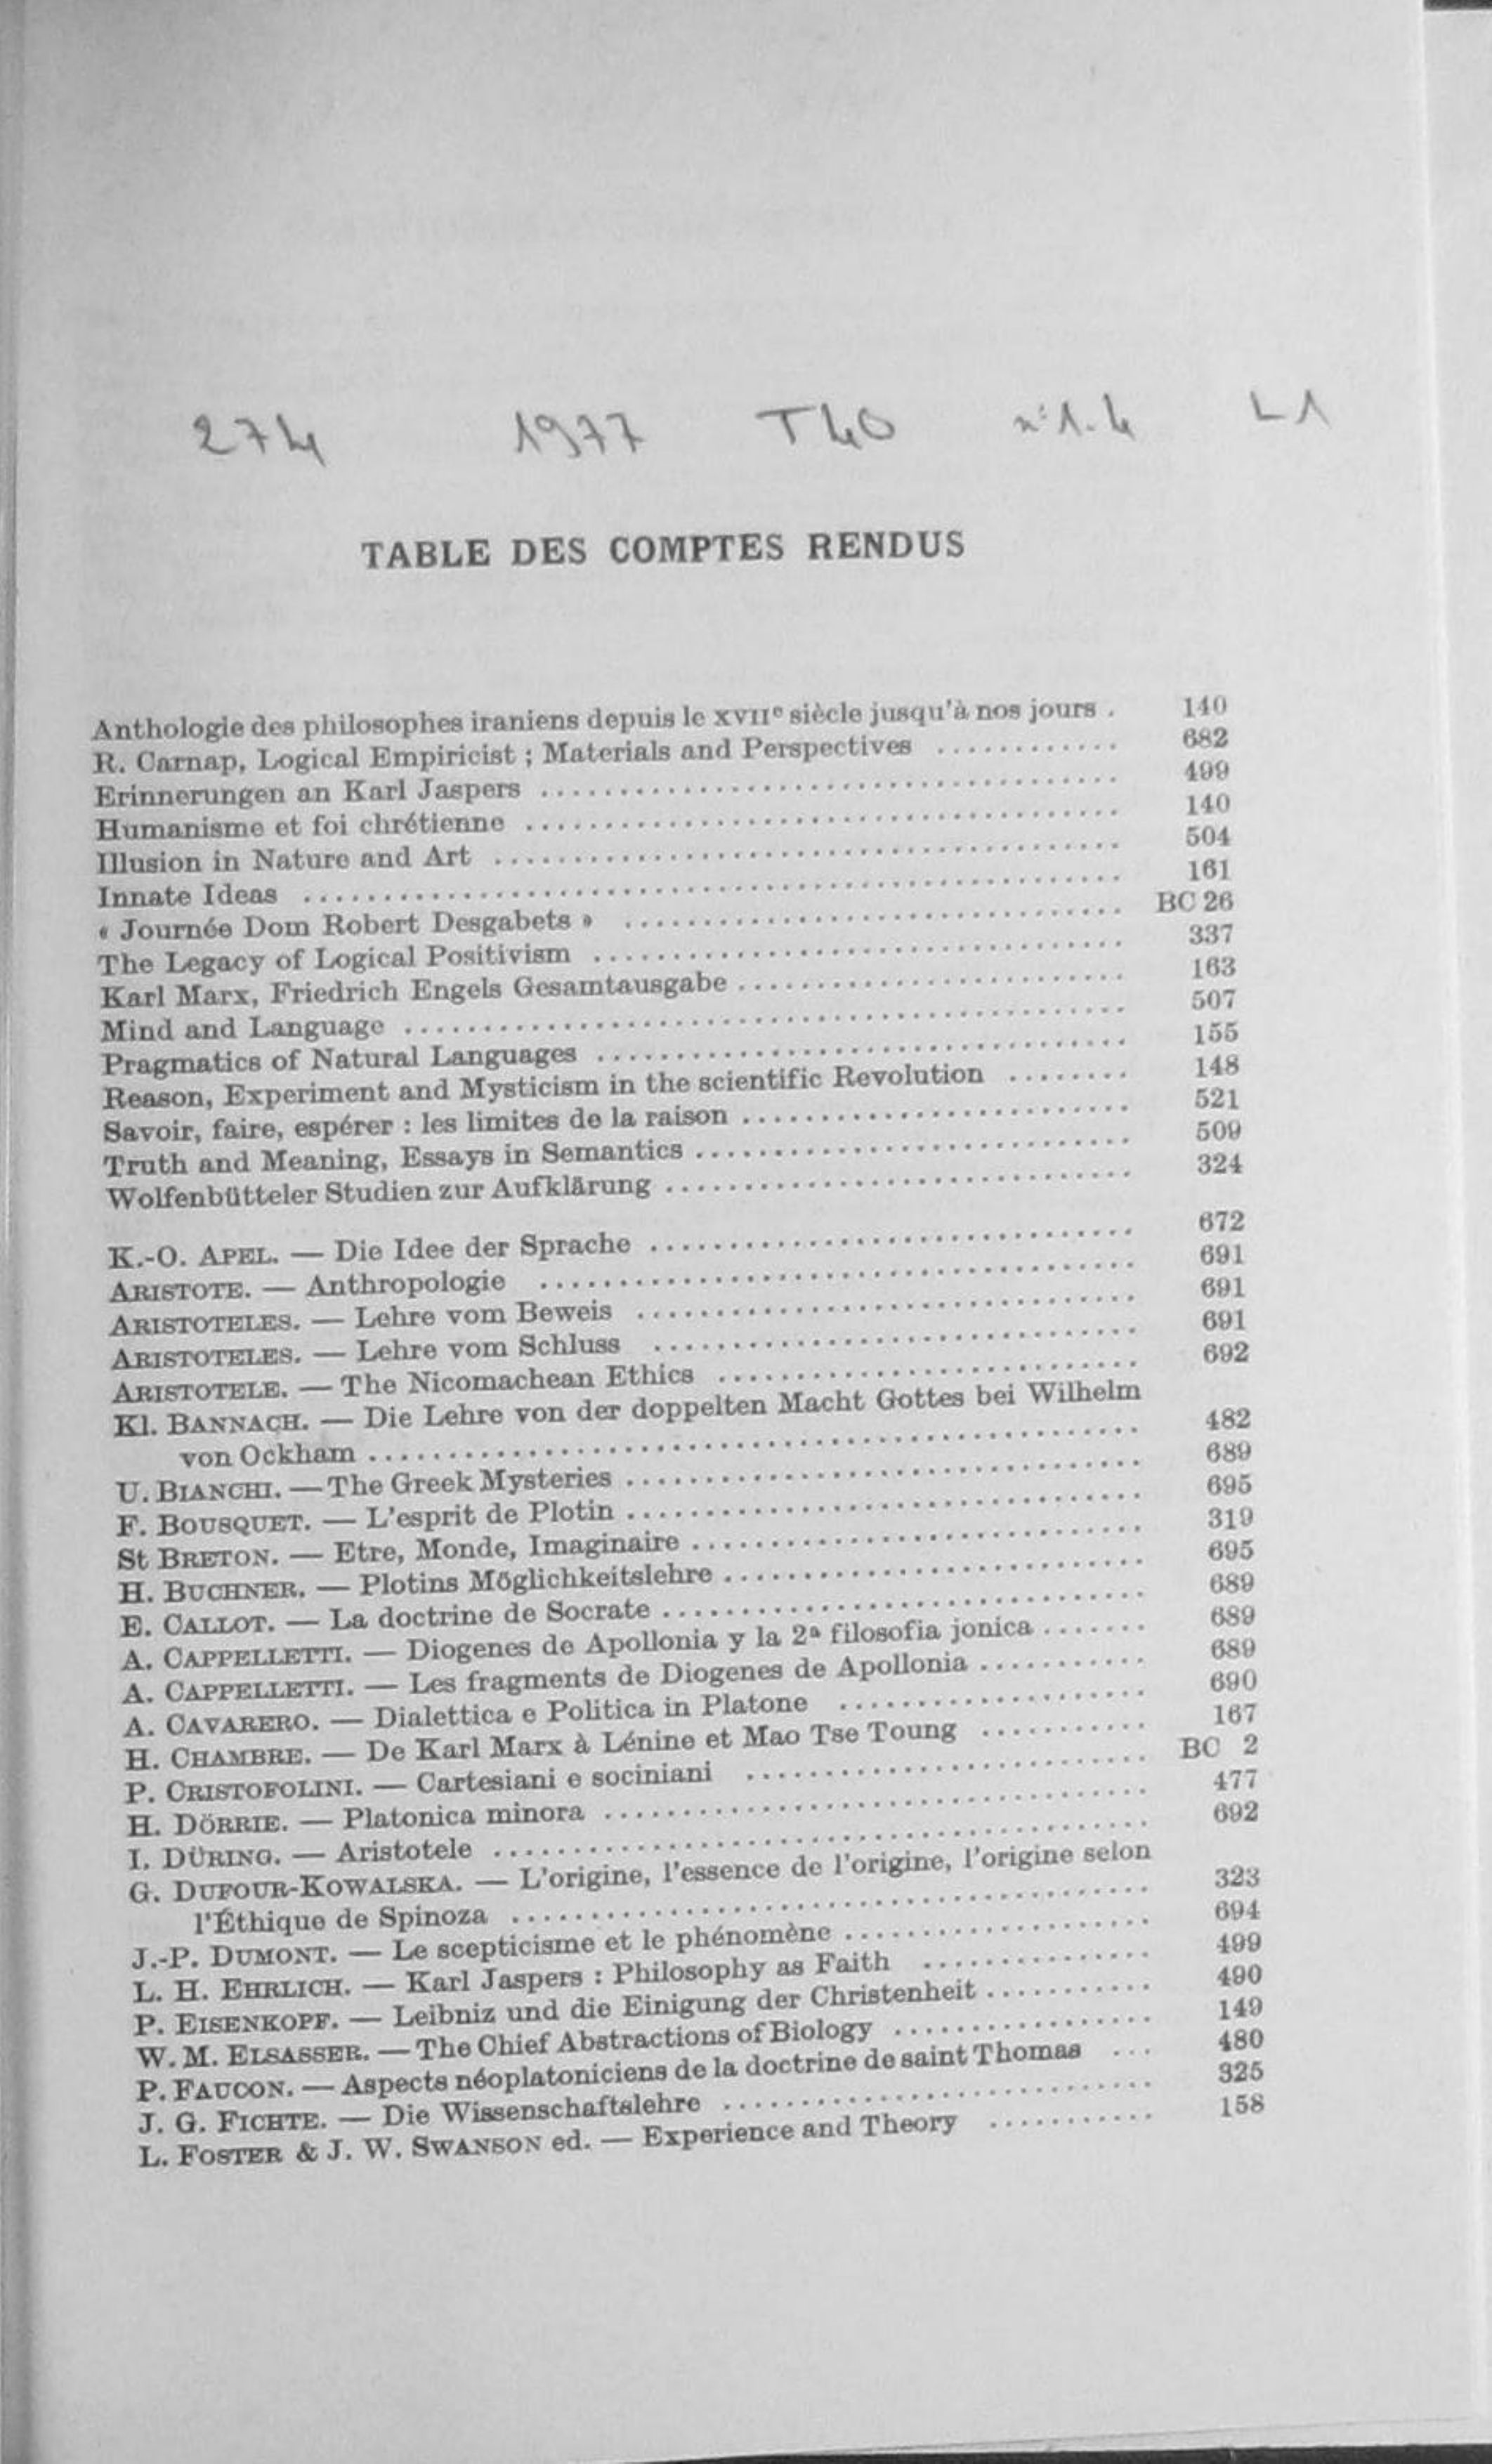 274 1977 T40 n°1.4 L1
TABLE DES COMPTES RENDUS
Anthologie des philosophes iraniens depuis le XVIIe siècle jusqu'à nos jours . 140
R. Carnap, Logical Empiricist ; Materials and Perspectives ............ 682
Erinnerungen an Karl Jaspers ..................................... 499
Humanisme et foi chrétienne ...................................... 140
Illusion in Nature and Art ........................................ 504
Innate Ideas .................................................... 161
« Journée Dom Robert Desgabets » ................................ BC 26
The Legacy of Logical Positivism .................................. 337
Karl Marx, Friedrich Engels Gesamtausgabe ......................... 163
Mind and Language .............................................. 507
Pragmatics of Natural Languages .................................. 155
Reason, Experiment and Mysticism in the scientific Revolution ........ 148
Savoir, faire, espérer : les limites de la raison ......................... 521
Truth and Meaning, Essays in Semantics ............................ 509
Wolfenbütteler Studien zur Aufklärung .............................. 324
K.-O. APEL. — Die Idee der Sprache ............................... 672
ARISTOTE. — Anthropologie ...................................... 691
ARISTOTELES. — Lehre vom Beweis ................................ 691
ARISTOTELES. — Lehre vom Schluss ............................... 691
ARISTOTELE. — The Nicomachean Ethics ........................... 692
Kl. BANNACH. — Die Lehre von der doppelten Macht Gottes bei Wilhelm
von Ockham ................................................. 482
U. BIANCHI. — The Greek Mysteries ................................. 689
F. BOUSQUET. — L'esprit de Plotin ................................. 695
St BRETON. — Etre, Monde, Imaginaire ............................. 319
H. BUCHNER. — Plotins Möglichkeitslehre ........................... 695
E. CALLOT. — La doctrine de Socrate ............................... 689
A. CAPPELLETTI. — Diogenes de Apollonia y la 2ª filosofia jonica ....... 689
A. CAPPELLETTI. — Les fragments de Diogenes de Apollonia ........... 689
A. CAVARERO. — Dialettica e Politica in Platone .................... 690
H. CHAMBRE. — De Karl Marx à Lénine et Mao Tse Toung ........... 167
P. CRISTOFOLINI. — Cartesiani e sociniani .......................... BC 2
H. DÖRRIE. — Platonica minora ................................... 477
I. DÜRING. — Aristotele .......................................... 692
G. DUFOUR-KOWALSKA. — L'origine, l'essence de l'origine, l'origine selon
l'Éthique de Spinoza ......................................... 323
J.-P. DUMONT. — Le scepticisme et le phénomène .................... 694
L. H. EHRLICH. — Karl Jaspers : Philosophy as Faith ............... 499
P. EISENKOPF. — Leibniz und die Einigung der Christenheit ........... 490
W. M. ELSASSER. — The Chief Abstractions of Biology ................. 149
P. FAUCON. — Aspects néoplatoniciens de la doctrine de saint Thomas ... 480
J. G. FICHTE. — Die Wissenschaftslehre ............................ 325
L. FOSTER & J. W. SWANSON ed. — Experience and Theory ........... 158